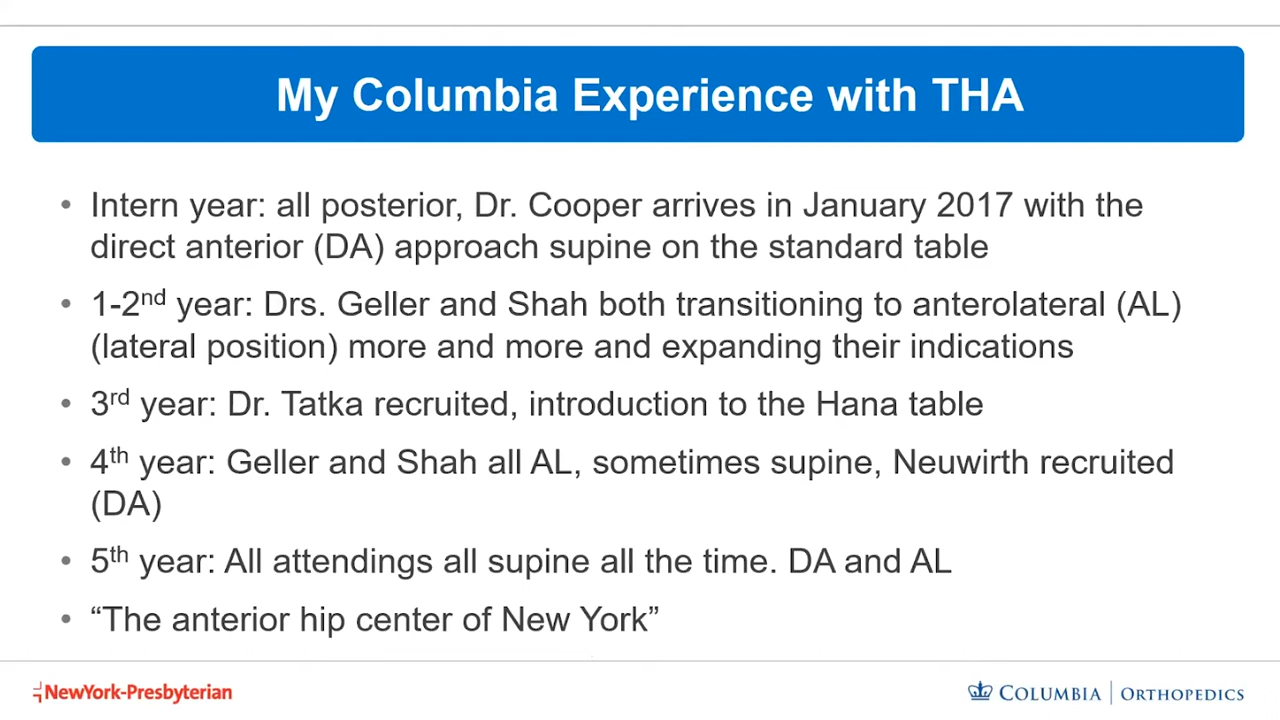 My Columbia Experience with THA
• Intern year: all posterior, Dr. Cooper arrives in January 2017 with the
direct anterior (DA) approach supine on the standard table
• 1-2nd year: Drs. Geller and Shah both transitioning to anterolateral (AL)
(lateral position) more and more and expanding their indications
• 3rd year: Dr. Tatka recruited, introduction to the Hana table
• 4th year: Geller and Shah all AL, sometimes supine, Neuwirth recruited
(DA)
• 5th year: All attendings all supine all the time. DA and AL
• “The anterior hip center of New York”
NewYork-Presbyterian
COLUMBIA | ORTHOPEDICS